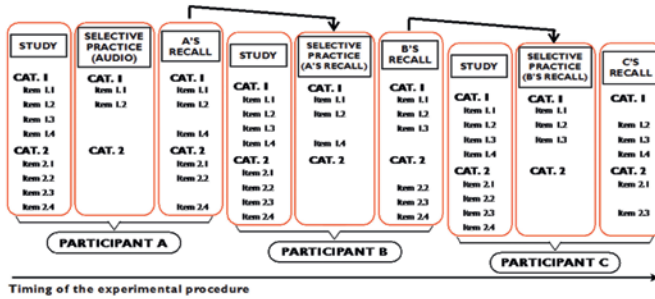 STUDY
CAT. 1
Item 1.1
Item 1.2
Item 1.3
Item 1.4
CAT. 2
Item 2.1
Item 2.2
Item 2.3
Item 2.4
SELECTIVE
PRACTICE
(AUDIO)
CAT. 1
Item 1.1
Item 1.2
CAT. 2
A'S
RECALL
CAT. 1
Item 1.1
Item 1.2
Item 1.4
CAT. 2
Item 2.1
Item 2.2
Item 2.4
PARTICIPANT A
STUDY
CAT. 1
Item 1.1
Item 1.2
Item 1.3
Item 1.4
CAT. 2
Item 2.1
Item 2.2
Item 2.3
Item 2.4
SELECTIVE
PRACTICE
(A'S RECALL)
CAT. 1
Item 1.1
Item 1.2
Item 1.4
CAT. 2
B'S
RECALL
CAT. 1
Item 1.1
Item 1.2
Item 1.3
CAT. 2
Item 2.2
Item 2.3
Item 2.4
PARTICIPANT B
STUDY
CAT. 1
Item 1.1
Item 1.2
Item 1.3
Item 1.4
CAT. 2
Item 2.1
Item 2.2
Item 2.3
Item 2.4
SELECTIVE
PRACTICE
(B'S RECALL)
CAT. 1
Item 1.1
Item 1.2
Item 1.3
CAT. 2
C'S
RECALL
CAT. 1
Item 1.2
Item 1.3
Item 1.4
CAT. 2
Item 2.1
Item 2.3
PARTICIPANT C
Timing of the experimental procedure